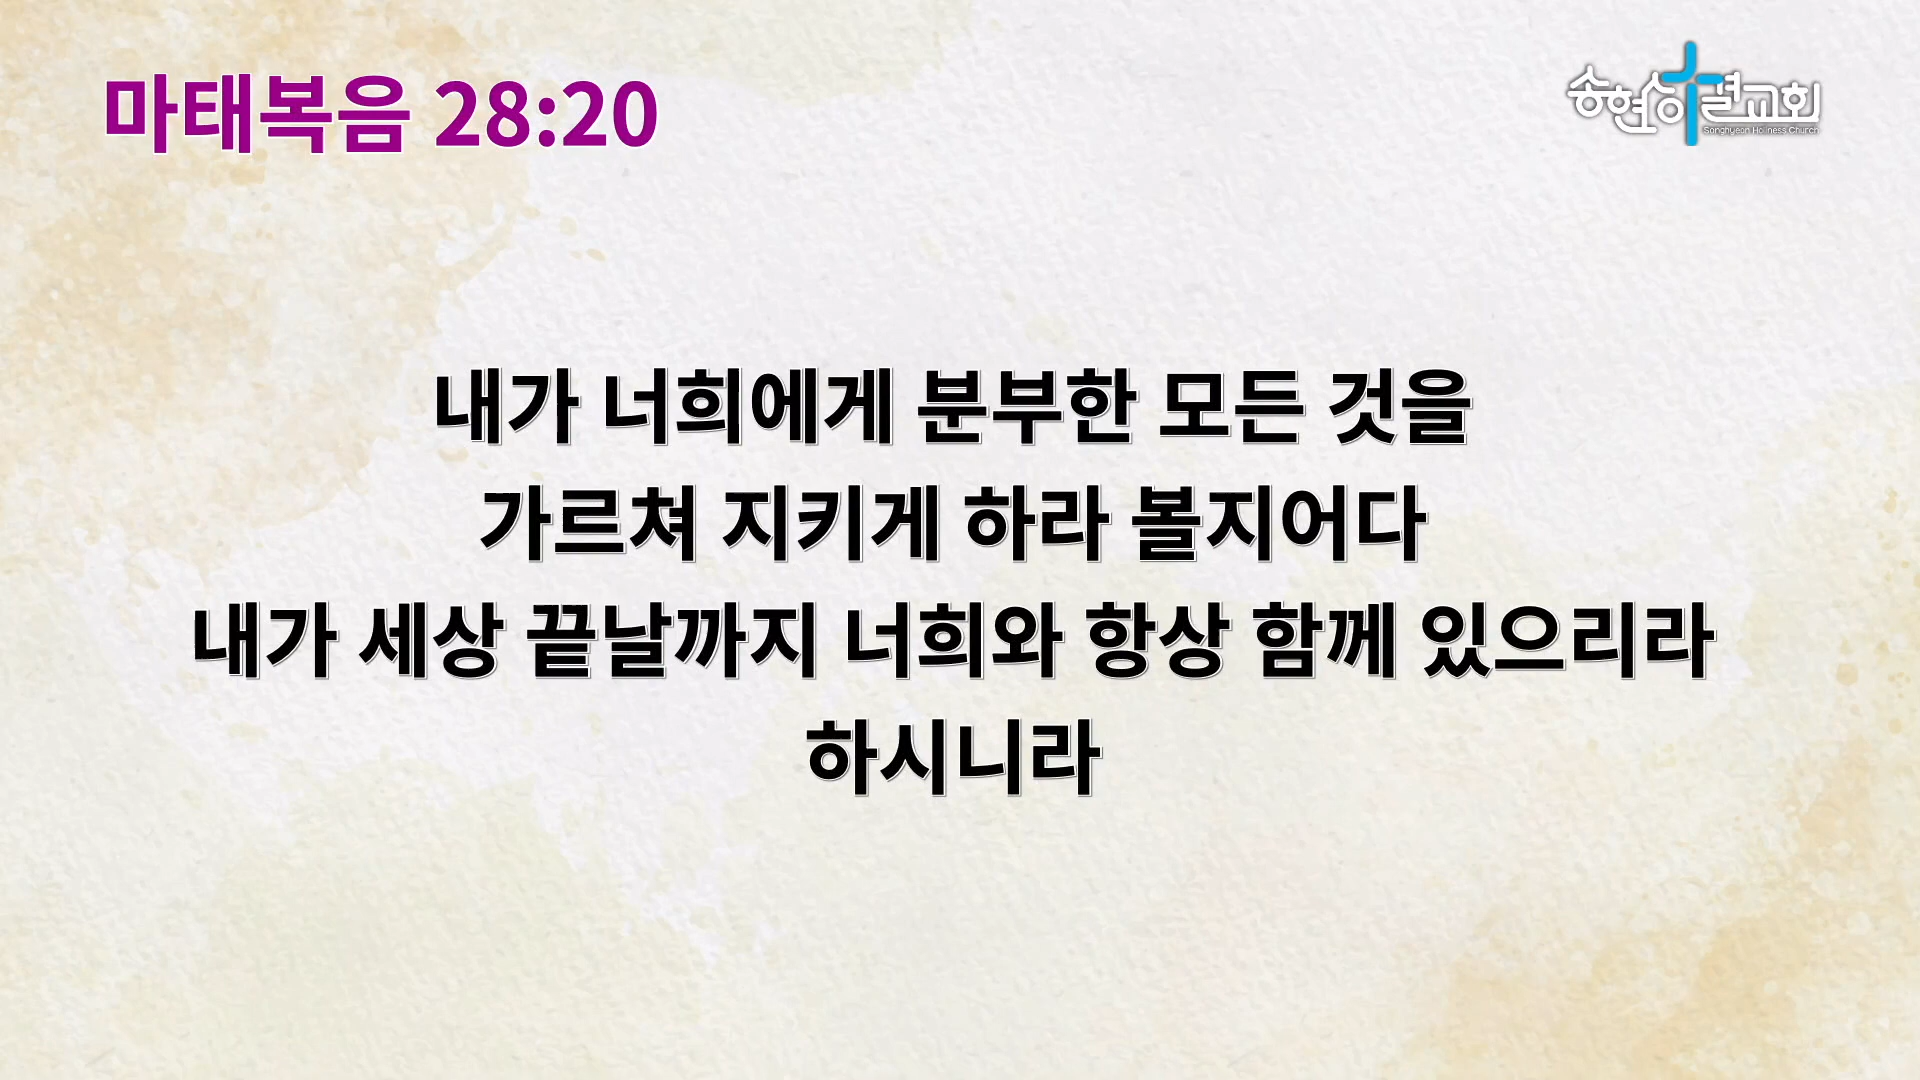 마태복음 28:20
송현성결교회
Songhyeon Holiness Church
내가 너희에게 분부한 모든 것을
가르쳐 지키게 하라 볼지어다
내가 세상 끝날까지 너희와 항상 함께 있으리라
하시니라